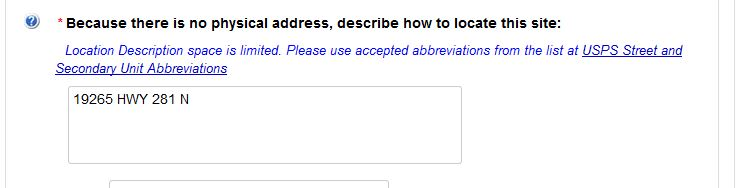 * Because there is no physical address, describe how to locate this site:
Location Description space is limited. Please use accepted abbreviations from the list at USPS Street and
Secondary Unit Abbreviations
19265 HWY 281 N